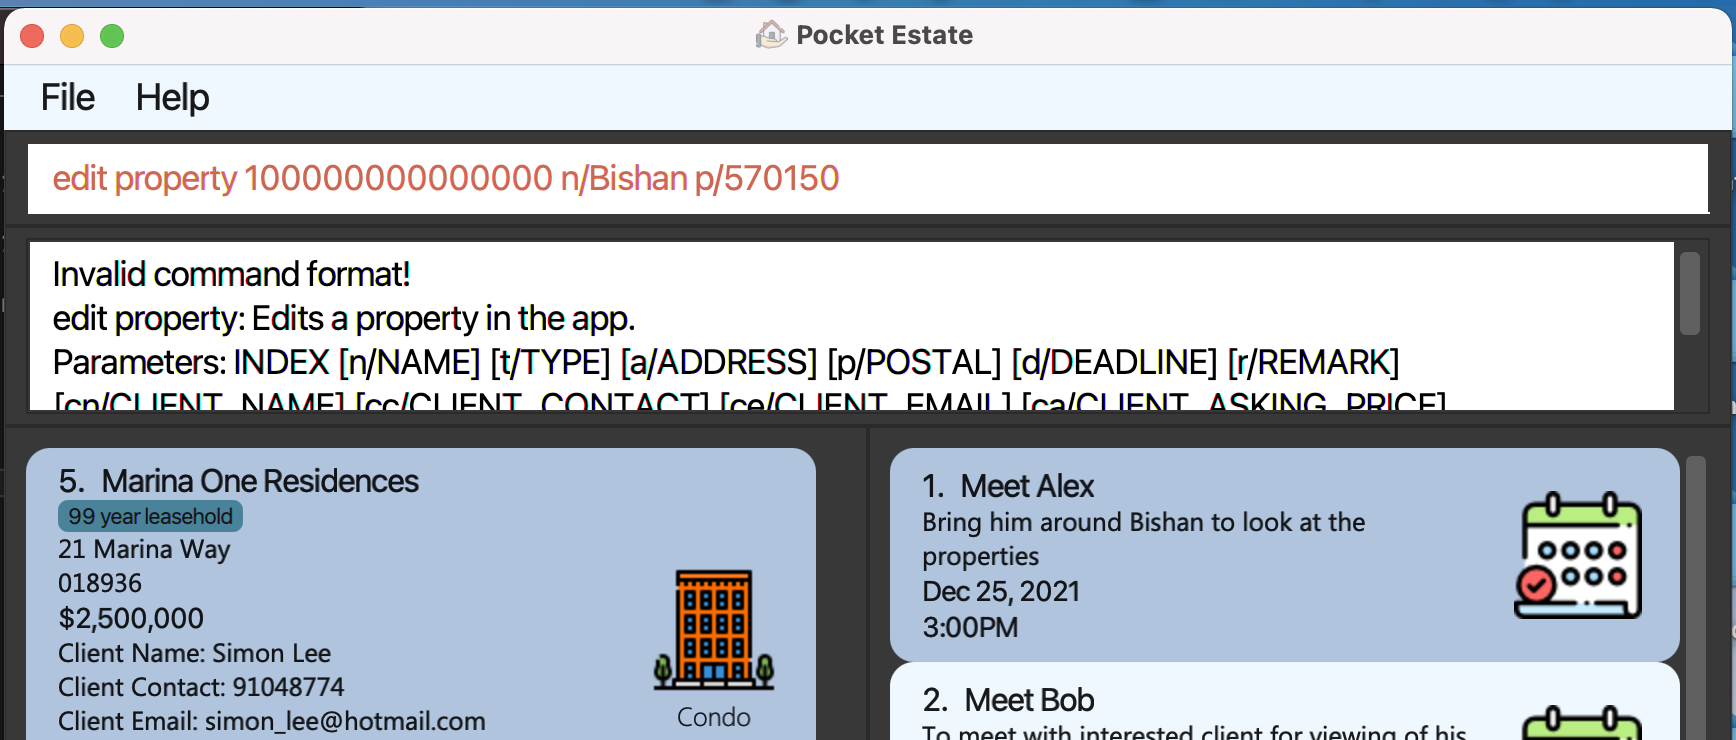 Pocket Estate
File Help
edit property 1000000000000000 n/Bishan p/570150
Invalid command format!
edit property: Edits a property in the app.
Parameters: INDEX [n/NAME] [t/TYPE] [a/ADDRESS] [p/POSTAL] [d/DEADLINE] [r/REMARK]
[cn/CLIENT_NAME] [cc/CLIENT_CONTACT] [ce/CLIENT_EMAIL] [ca/CLIENT_ASKING_PRICE]
5. Marina One Residences
99 year leasehold
21 Marina Way
018936
$2,500,000
Client Name: Simon Lee
Client Contact: 91048774
Client Email: simon_lee@hotmail.com
Condo
1. Meet Alex
Bring him around Bishan to look at the
properties
Dec 25, 2021
3:00PM
2. Meet Bob
To meet with interested client for viewing of his